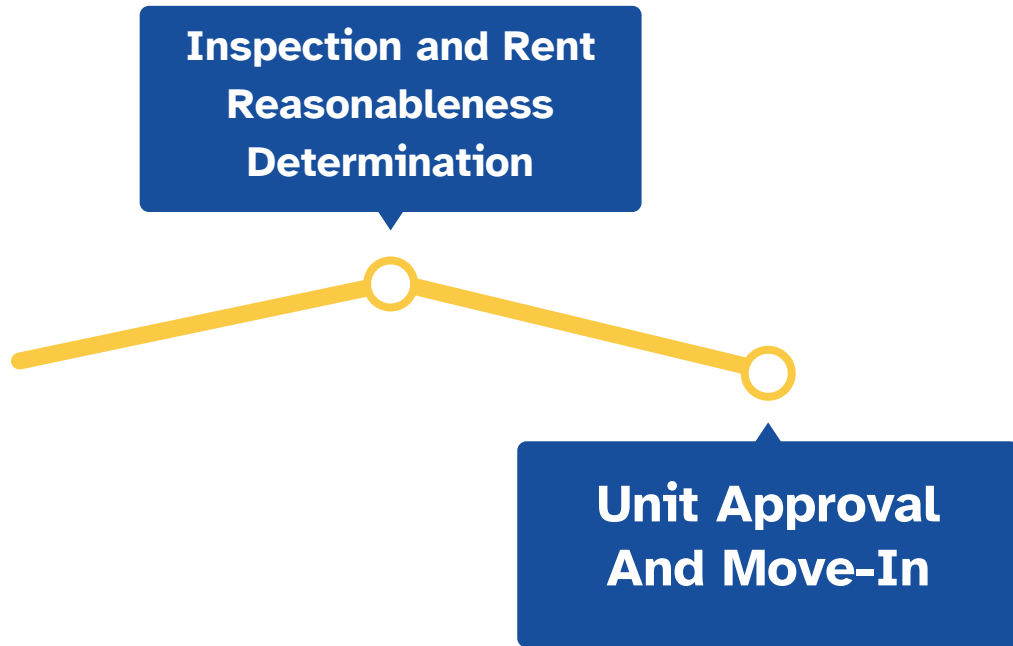 Inspection and Rent
Reasonableness
Determination
Unit Approval
And Move-In